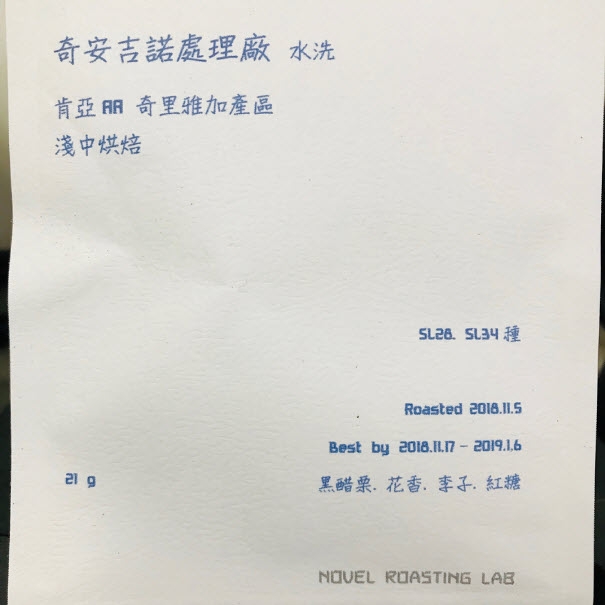 奇安吉諾處理廠 水洗
肯亞 AA 奇里雅加產區
淺中烘焙
SL28. SL34 種
Roasted 2018.11.5
Best by 2018.11.17 - 2019.1.6
21 g
黑醋栗. 花香. 李子. 紅糖
NOVEL ROASTING LAB